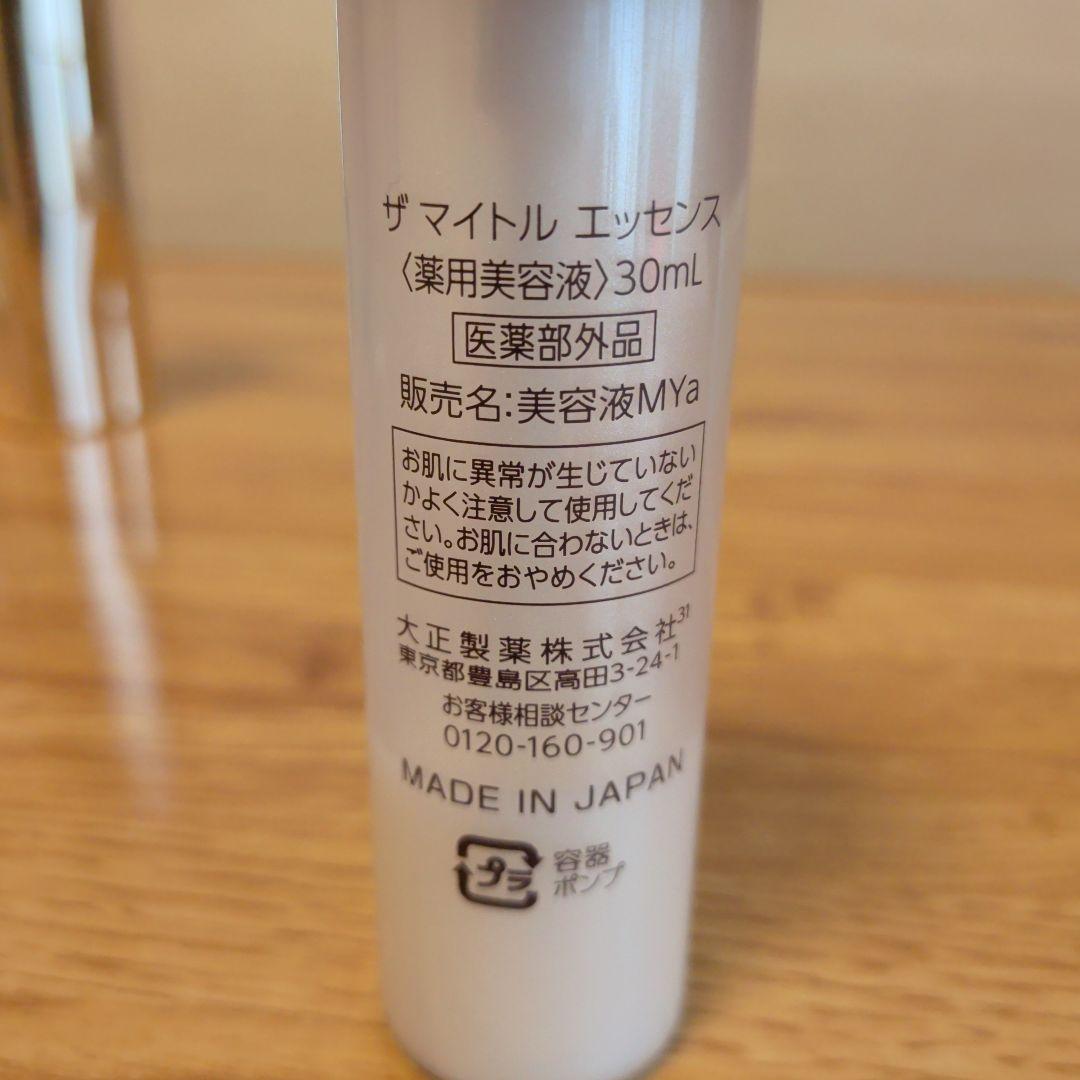 ザ マイトル エッセンス
〈薬用美容液〉30mL
医薬部外品
販売名:美容液MYa
お肌に異常が生じていない
かよく注意して使用してくだ
さい。お肌に合わないときは、
ご使用をおやめください。
大正製薬株式会社31
東京都豊島区高田3-24-1
お客様相談センター
0120-160-901
MADE IN JAPAN
プラ 容器
ポンプ